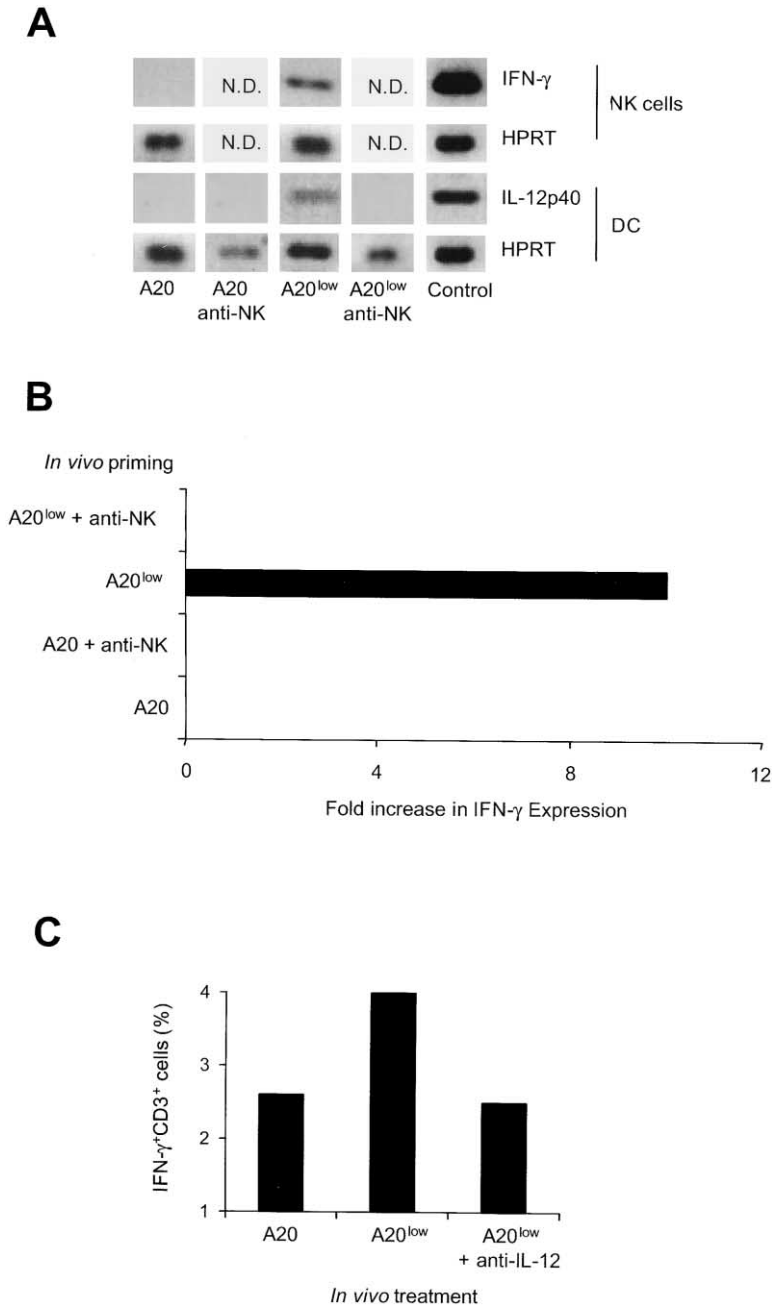 A
N.D. N.D. IFN-γ
NK cells
N.D. N.D. HPRT
IL-12p40
DC
HPRT
A20 A20 A20low A20low Control
anti-NK anti-NK
B
In vivo priming
A20low + anti-NK
A20low
A20 + anti-NK
A20
0 4 8 12
Fold increase in IFN-γ Expression
C
IFN-γ+CD3+ cells (%)
4
3
2
1
A20 A20low A20low
+ anti-IL-12
In vivo treatment